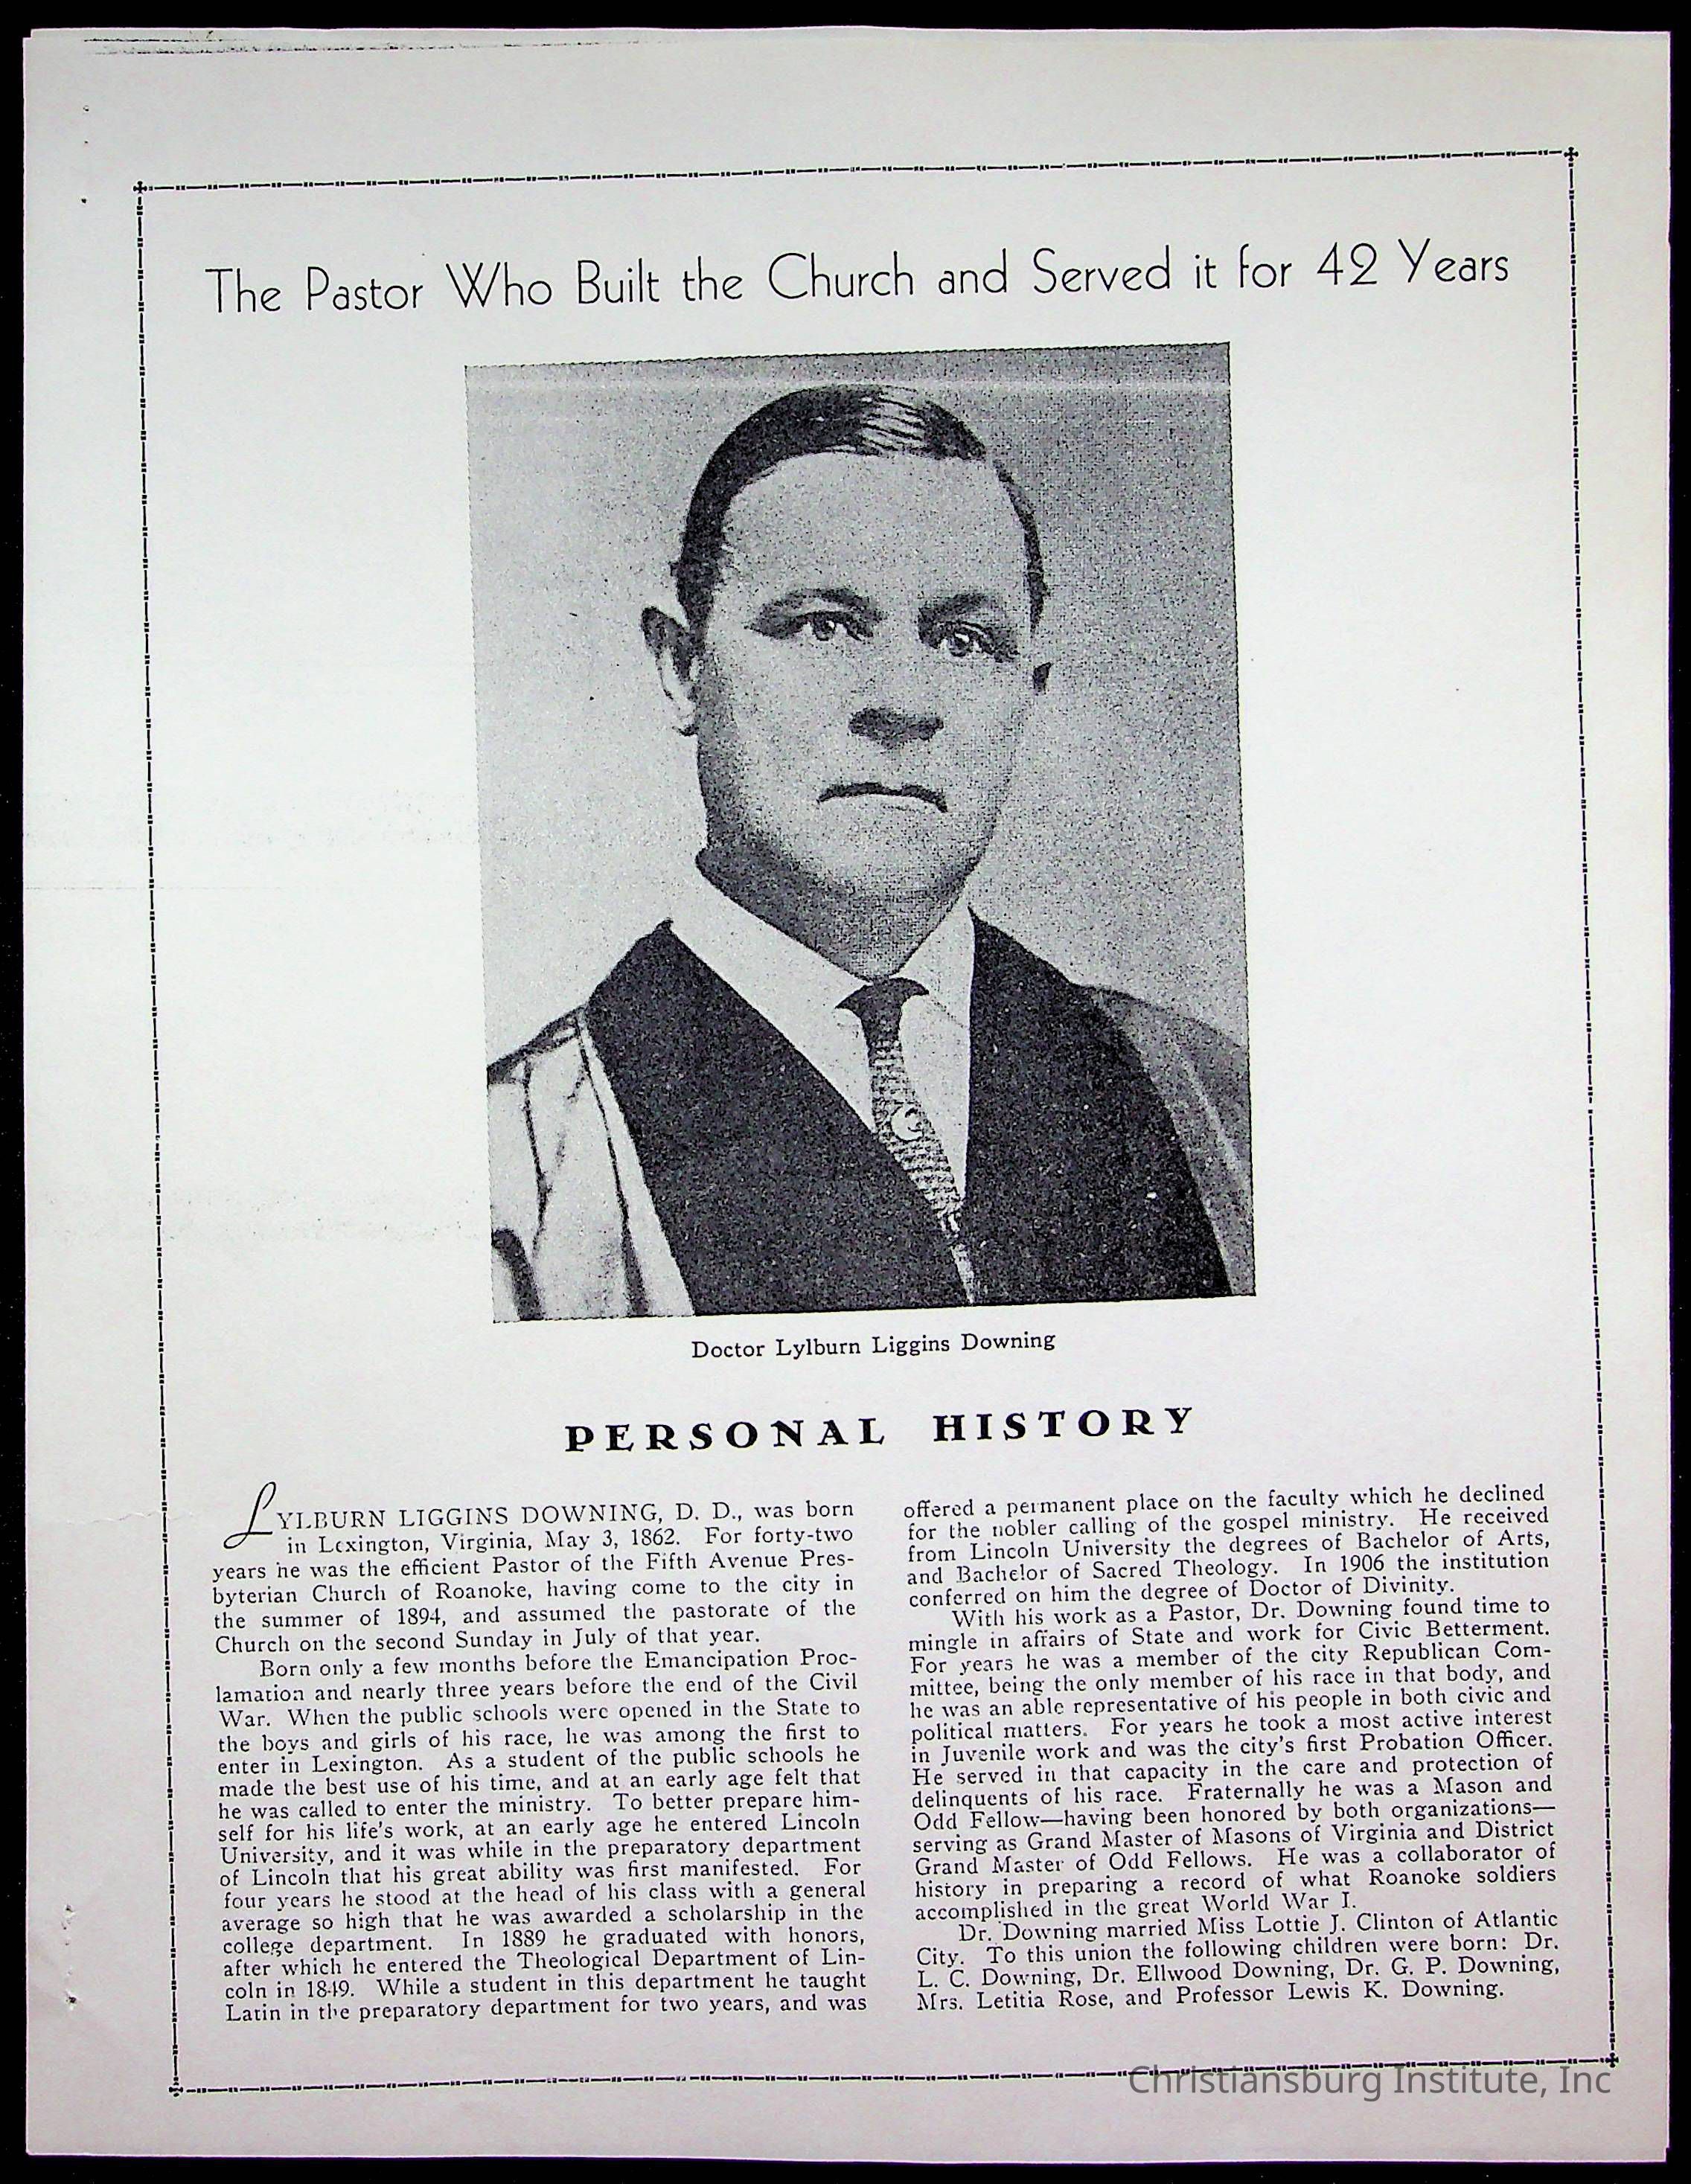 The Pastor Who Built the Church and Served it for 42 Years
Doctor Lylburn Liggins Downing
PERSONAL HISTORY
LYLBURN LIGGINS DOWNING, D. D., was born
in Lexington, Virginia, May 3, 1862. For forty-two
years he was the efficient Pastor of the Fifth Avenue Pres-
byterian Church of Roanoke, having come to the city in
the summer of 1894, and assumed the pastorate of the
Church on the second Sunday in July of that year.
Born only a few months before the Emancipation Proc-
lamation and nearly three years before the end of the Civil
War. When the public schools were opened in the State to
the boys and girls of his race, he was among the first to
enter in Lexington. As a student of the public schools he
made the best use of his time, and at an early age felt that
he was called to enter the ministry. To better prepare him-
self for his life's work, at an early age he entered Lincoln
University, and it was while in the preparatory department
of Lincoln that his great ability was first manifested. For
four years he stood at the head of his class with a general
average so high that he was awarded a scholarship in the
college department. In 1889 he graduated with honors,
after which he entered the Theological Department of Lin-
coln in 1849. While a student in this department he taught
Latin in the preparatory department for two years, and was
offered a permanent place on the faculty which he declined
for the nobler calling of the gospel ministry. He received
from Lincoln University the degrees of Bachelor of Arts,
and Bachelor of Sacred Theology. In 1906 the institution
conferred on him the degree of Doctor of Divinity.
With his work as a Pastor, Dr. Downing found time to
mingle in affairs of State and work for Civic Betterment.
For years he was a member of the city Republican Com-
mittee, being the only member of his race in that body, and
he was an able representative of his people in both civic and
political matters. For years he took a most active interest
in Juvenile work and was the city's first Probation Officer.
He served in that capacity in the care and protection of
delinquents of his race. Fraternally he was a Mason and
Odd Fellow—having been honored by both organizations—
serving as Grand Master of Masons of Virginia and District
Grand Master of Odd Fellows. He was a collaborator of
history in preparing a record of what Roanoke soldiers
accomplished in the great World War I.
Dr. Downing married Miss Lottie J. Clinton of Atlantic
City. To this union the following children were born: Dr.
L. C. Downing, Dr. Ellwood Downing, Dr. G. P. Downing,
Mrs. Letitia Rose, and Professor Lewis K. Downing.
Christiansburg Institute, Inc